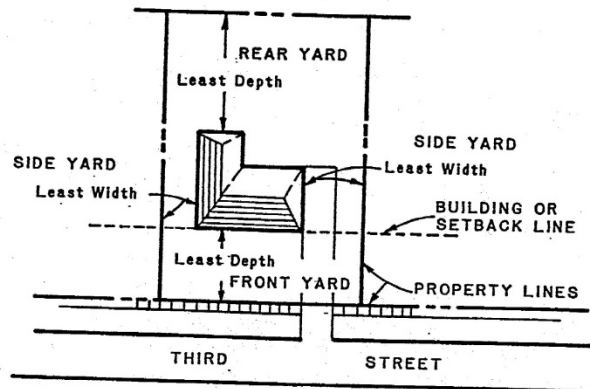 REAR YARD
Least Depth
SIDE YARD
Least Width
SIDE YARD
Least Width
BUILDING OR
SETBACK LINE
Least Depth
FRONT YARD
PROPERTY LINES
THIRD STREET